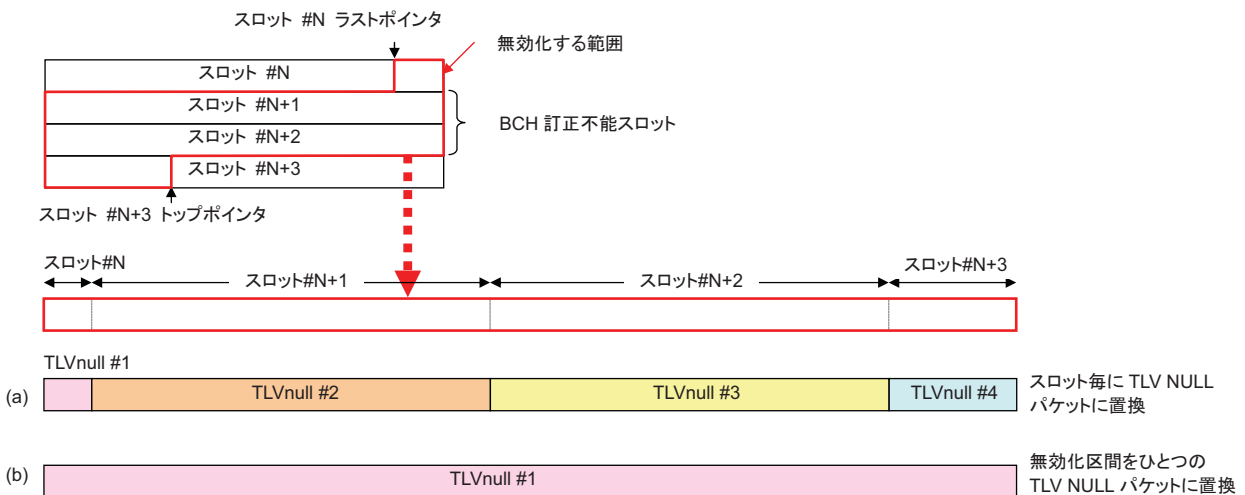 スロット #N ラストポインタ
無効化する範囲
スロット #N
スロット #N+1
スロット #N+2
スロット #N+3
BCH 訂正不能スロット
スロット #N+3 トップポインタ
スロット#N
スロット#N+1
スロット#N+2
スロット#N+3
TLVnull #1
(a)
TLVnull #2
TLVnull #3
TLVnull #4
スロット毎に TLV NULL
パケットに置換
(b)
TLVnull #1
無効化区間をひとつの
TLV NULL パケットに置換